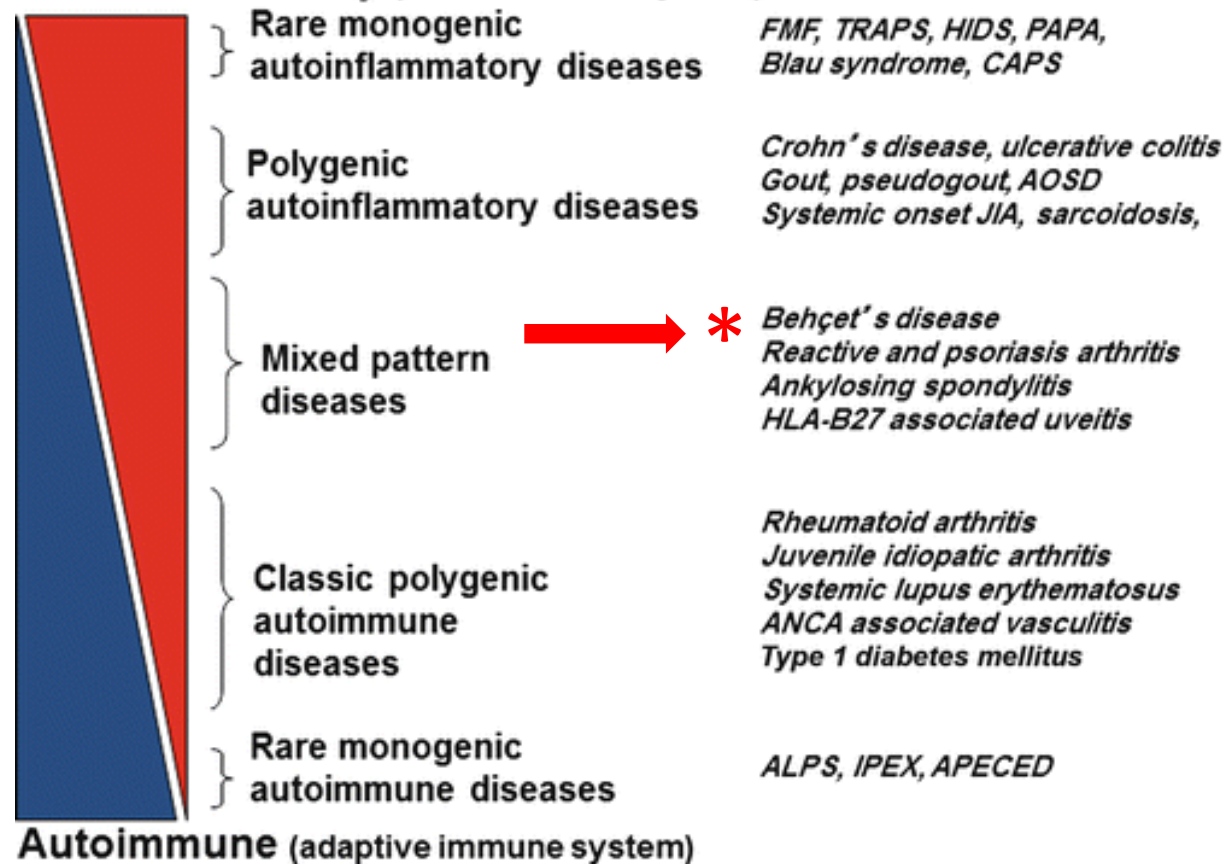 Rare monogenic
autoinflammatory diseases
FMF, TRAPS, HIDS, PAPA,
Blau syndrome, CAPS
Polygenic
autoinflammatory diseases
Crohn's disease, ulcerative colitis
Gout, pseudogout, AOSD
Systemic onset JIA, sarcoidosis,
Mixed pattern
diseases
* Behçet's disease
Reactive and psoriasis arthritis
Ankylosing spondylitis
HLA-B27 associated uveitis
Classic polygenic
autoimmune
diseases
Rheumatoid arthritis
Juvenile idiopatic arthritis
Systemic lupus erythematosus
ANCA associated vasculitis
Type 1 diabetes mellitus
Rare monogenic
autoimmune diseases
ALPS, IPEX, APECED
Autoimmune (adaptive immune system)